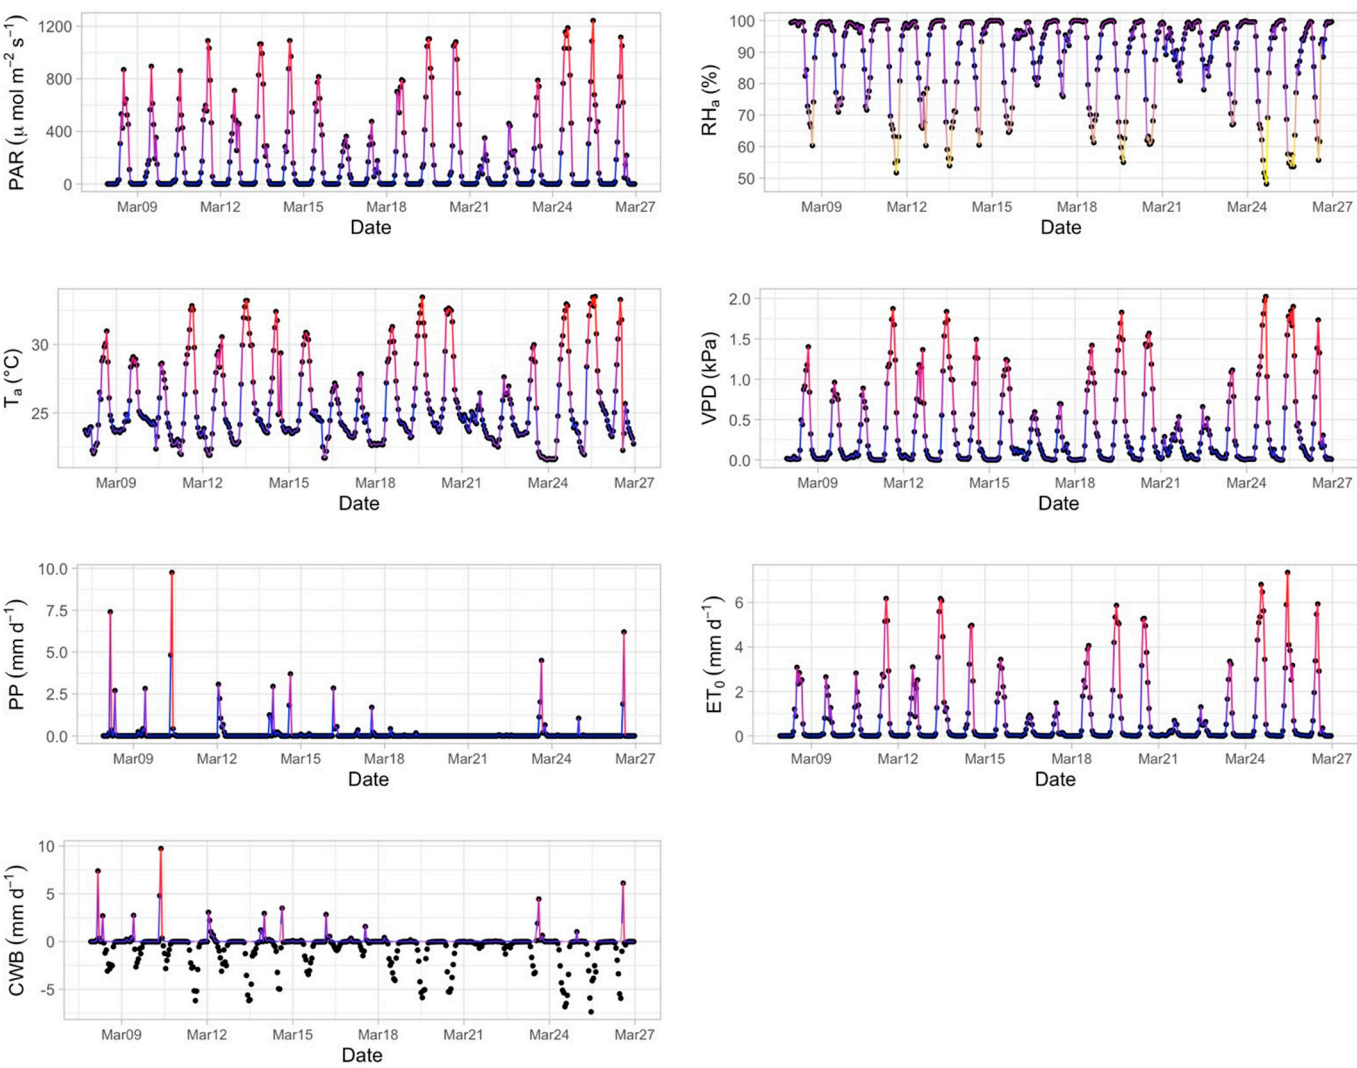 PAR (μ mol m−2 s−1)
1200
800
400
0
Mar09 Mar12 Mar15 Mar18 Mar21 Mar24 Mar27
Date
RHa (%)
100
90
80
70
60
50
Mar09 Mar12 Mar15 Mar18 Mar21 Mar24 Mar27
Date
Ta (°C)
30
25
Mar09 Mar12 Mar15 Mar18 Mar21 Mar24 Mar27
Date
VPD (kPa)
2.0
1.5
1.0
0.5
0.0
Mar09 Mar12 Mar15 Mar18 Mar21 Mar24 Mar27
Date
PP (mm d−1)
10.0
7.5
5.0
2.5
0.0
Mar09 Mar12 Mar15 Mar18 Mar21 Mar24 Mar27
Date
ET0 (mm d−1)
6
4
2
0
Mar09 Mar12 Mar15 Mar18 Mar21 Mar24 Mar27
Date
CWB (mm d−1)
10
5
0
-5
Mar09 Mar12 Mar15 Mar18 Mar21 Mar24 Mar27
Date